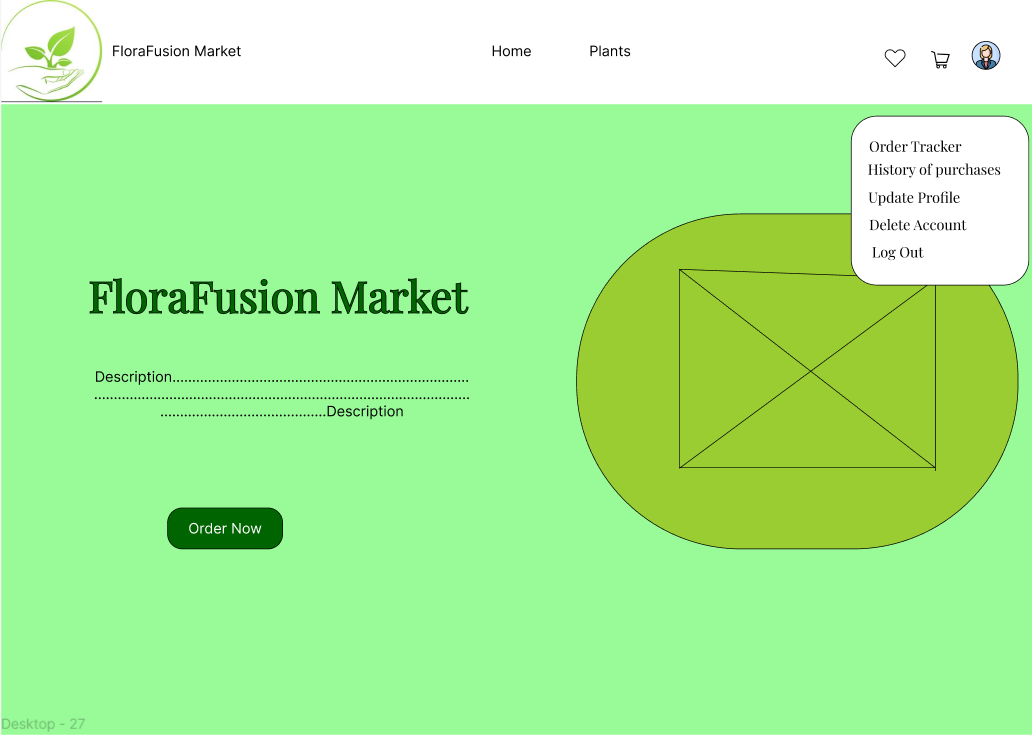 FloraFusion Market
Home
Plants
Order Tracker
History of purchases
Update Profile
Delete Account
Log Out
FloraFusion Market
Description..........................................................................
..............................................................................................
.........................................Description
Order Now
Desktop - 27